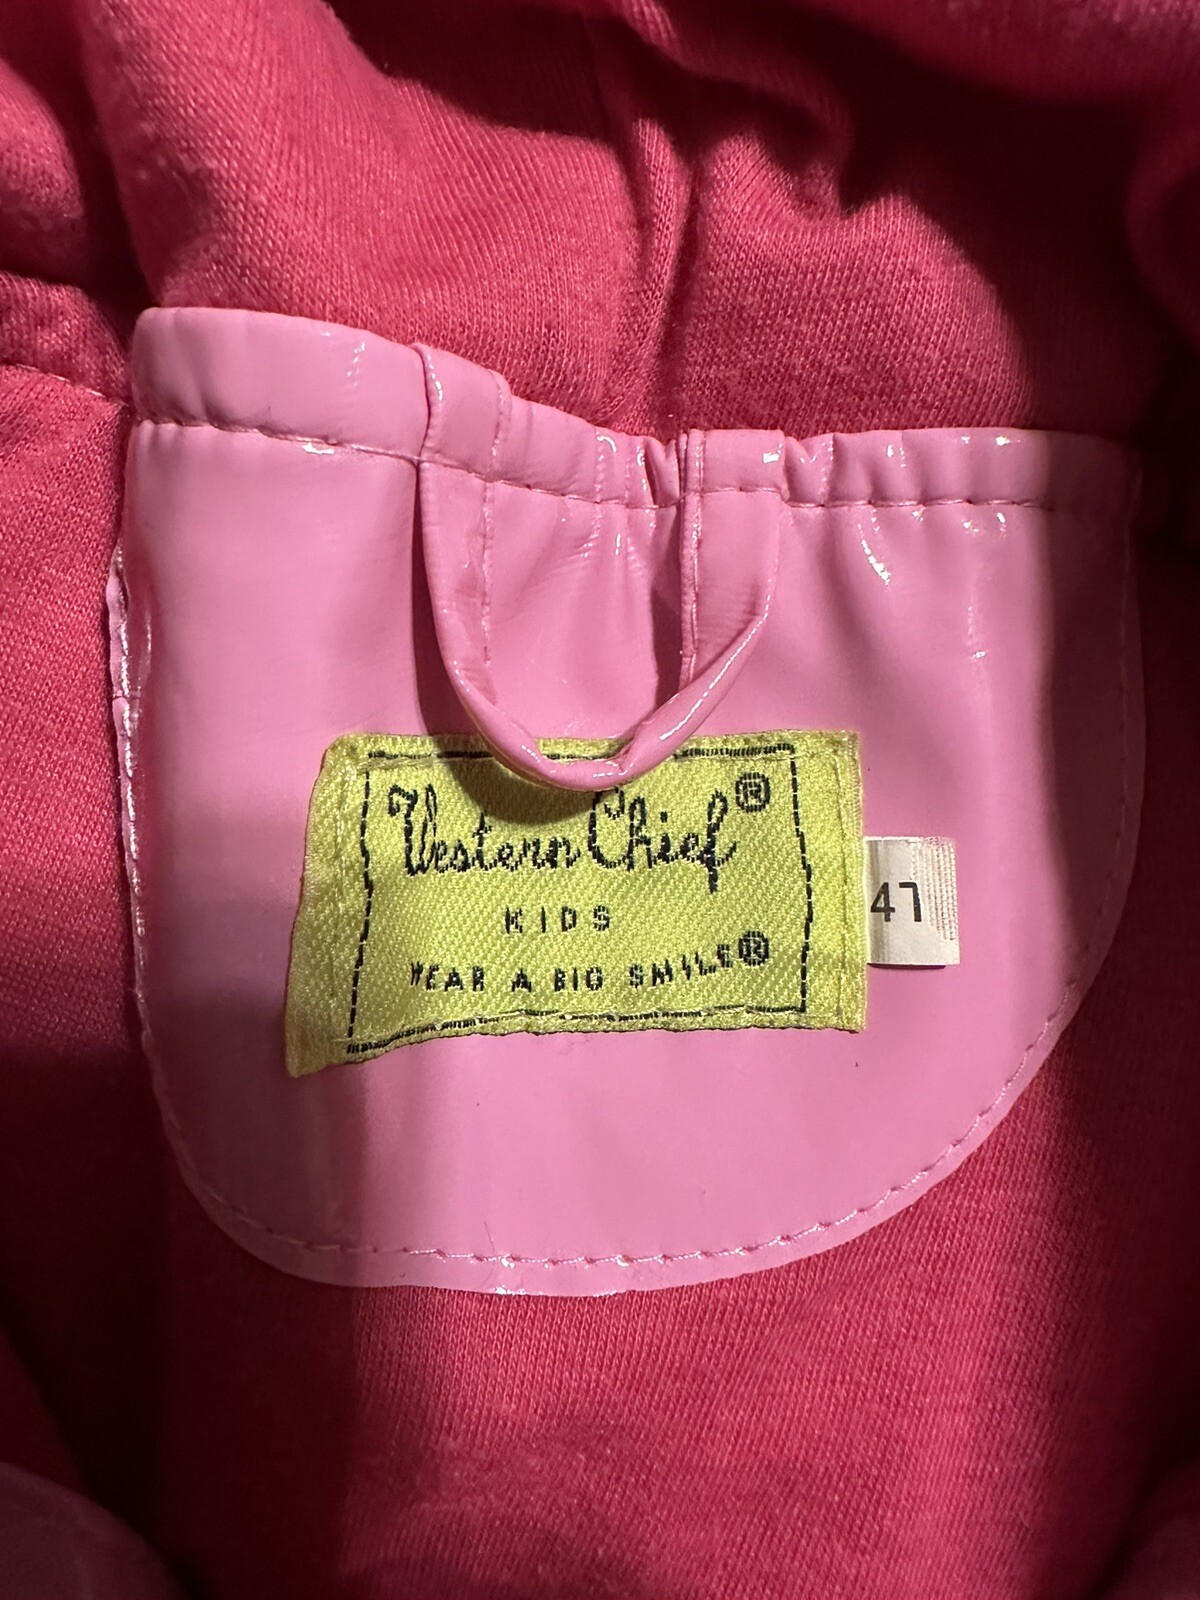 Western Chief®
KIDS
WEAR A BIG SMILE®
4T